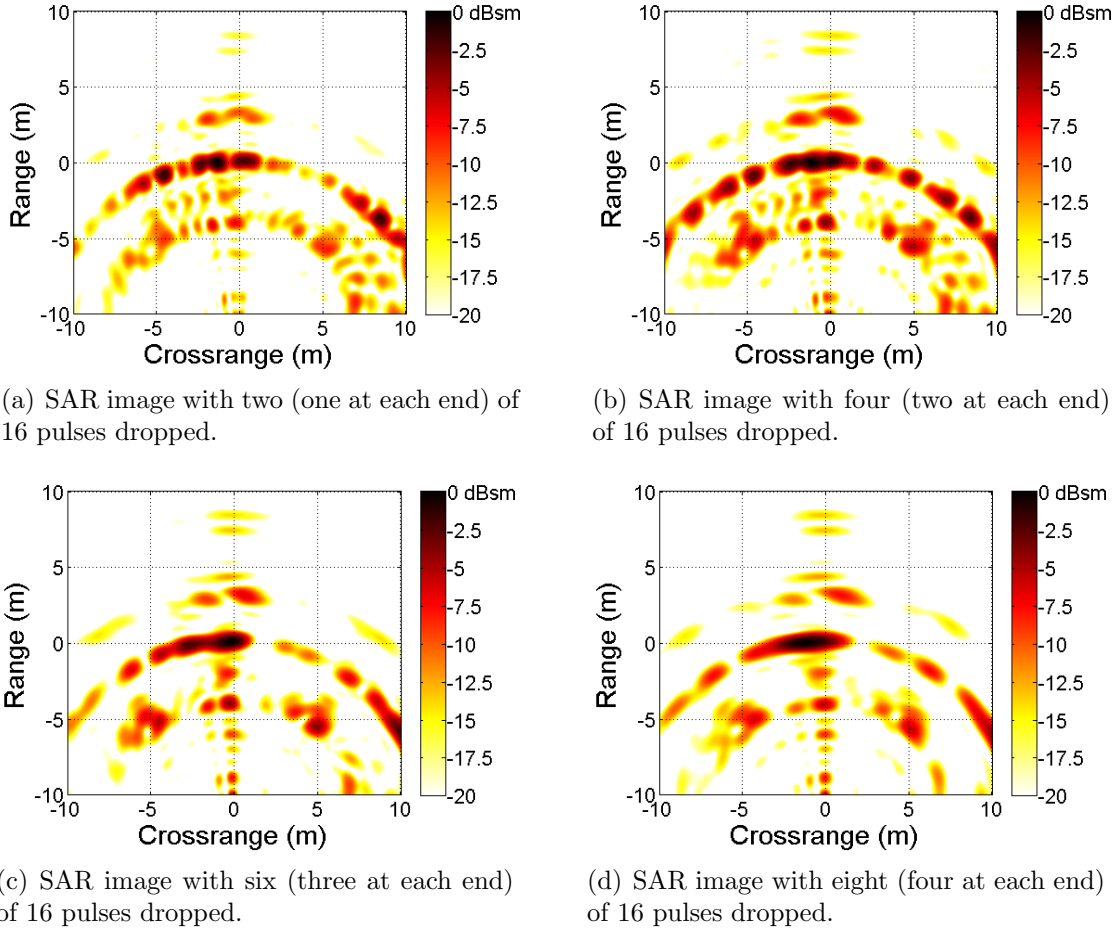 10
5
0
-5
-10
Range (m)
-10 -5 0 5 10
Crossrange (m)
0 dBsm
-2.5
-5
-7.5
-10
-12.5
-15
-17.5
-20
(a) SAR image with two (one at each end) of
16 pulses dropped.
10
5
0
-5
-10
Range (m)
-10 -5 0 5 10
Crossrange (m)
0 dBsm
-2.5
-5
-7.5
-10
-12.5
-15
-17.5
-20
(b) SAR image with four (two at each end)
of 16 pulses dropped.
10
5
0
-5
-10
Range (m)
-10 -5 0 5 10
Crossrange (m)
0 dBsm
-2.5
-5
-7.5
-10
-12.5
-15
-17.5
-20
(c) SAR image with six (three at each end)
of 16 pulses dropped.
10
5
0
-5
-10
Range (m)
-10 -5 0 5 10
Crossrange (m)
0 dBsm
-2.5
-5
-7.5
-10
-12.5
-15
-17.5
-20
(d) SAR image with eight (four at each end)
of 16 pulses dropped.